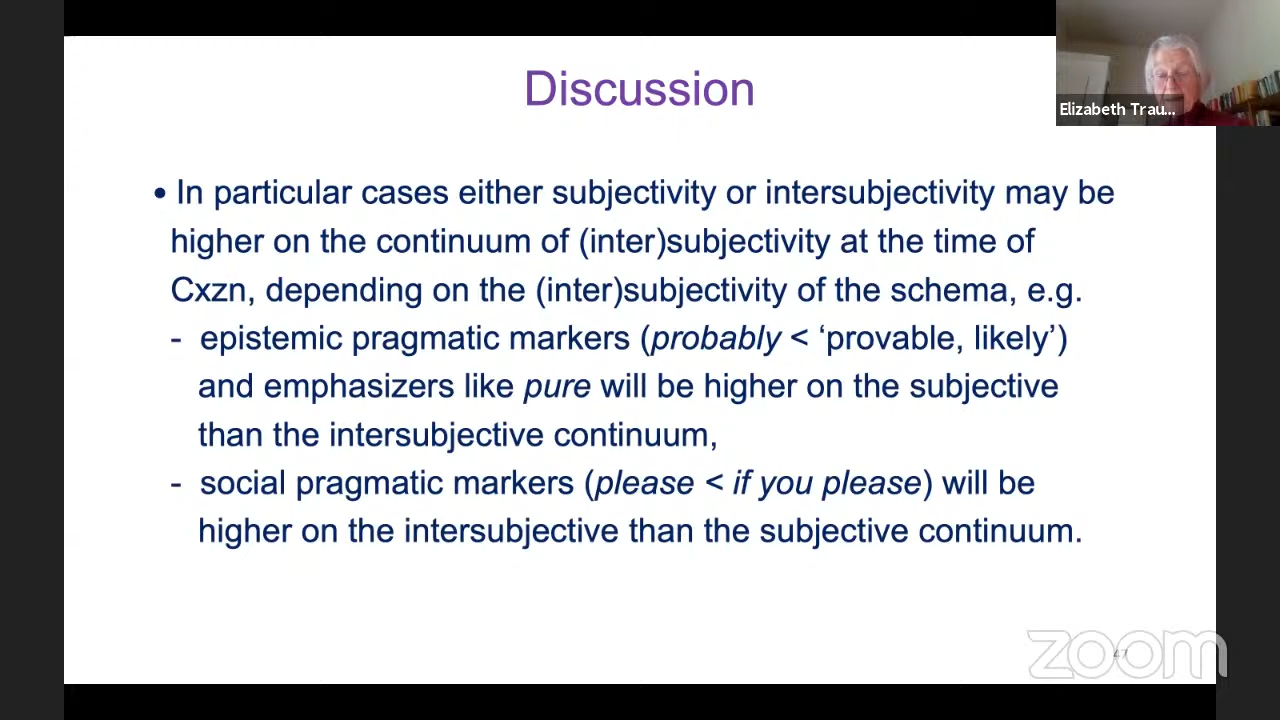 Discussion
Elizabeth Trau...
• In particular cases either subjectivity or intersubjectivity may be
higher on the continuum of (inter)subjectivity at the time of
Cxzn, depending on the (inter)subjectivity of the schema, e.g.
- epistemic pragmatic markers (probably < ‘provable, likely’)
and emphasizers like pure will be higher on the subjective
than the intersubjective continuum,
- social pragmatic markers (please < if you please) will be
higher on the intersubjective than the subjective continuum.
zoom
47